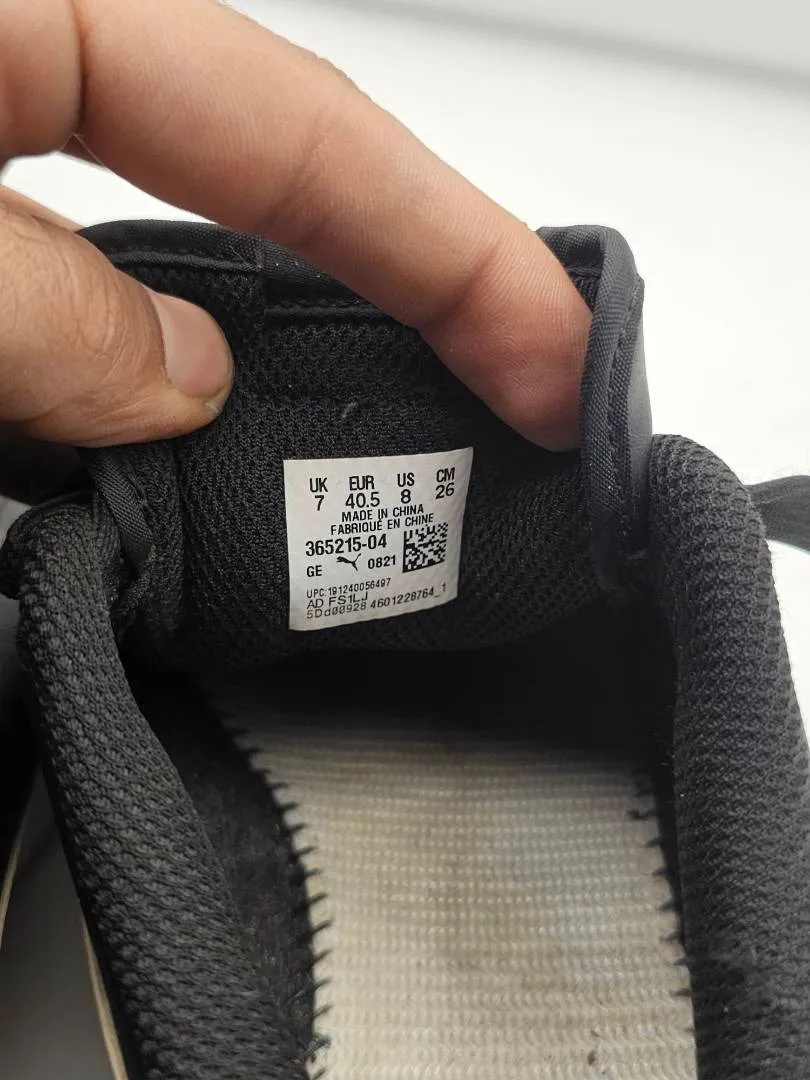 UK EUR US CM
7 40.5 8 26
MADE IN CHINA
FABRIQUÉ EN CHINE
365215-04
GE 0821
UPC:191240056497
AD FS1LJ
5Dd00928 4601228764_1